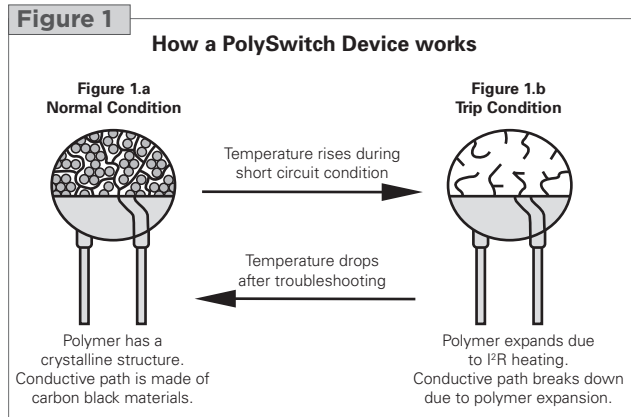 Figure 1
How a PolySwitch Device works
Figure 1.a
Normal Condition
Figure 1.b
Trip Condition
Temperature rises during
short circuit condition
Temperature drops
after troubleshooting
Polymer has a
crystalline structure.
Conductive path is made of
carbon black materials.
Polymer expands due
to I²R heating.
Conductive path breaks down
due to polymer expansion.